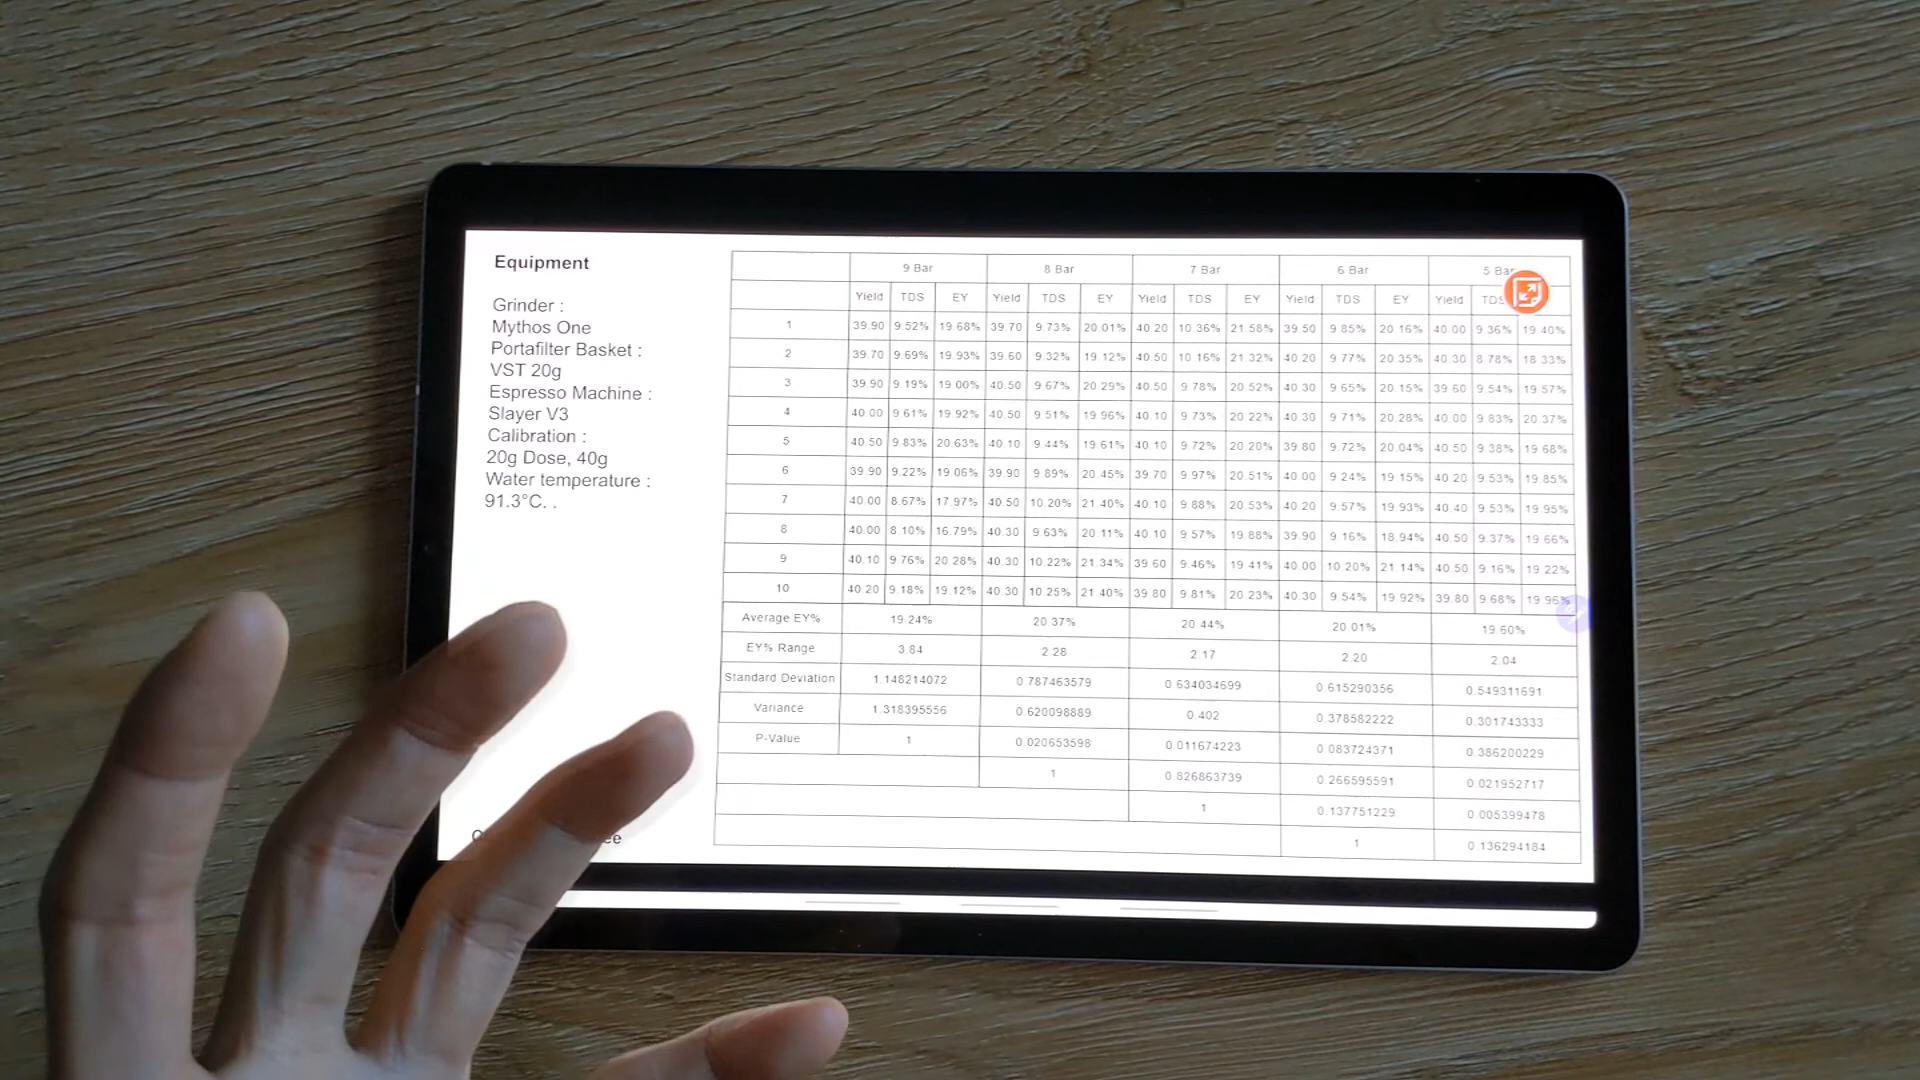 Equipment
Grinder :
Mythos One
Portafilter Basket :
VST 20g
Espresso Machine :
Slayer V3
Calibration :
20g Dose, 40g
Water temperature :
91.3°C. .
9 Bar 8 Bar 7 Bar 6 Bar 5 Bar
Yield TDS EY Yield TDS EY Yield TDS EY Yield TDS EY Yield TDS
1 39.90 9.52% 19.68% 39.70 9.73% 20.01% 40.20 10.36% 21.58% 39.50 9.85% 20.16% 40.00 9.36% 19.40%
2 39.70 9.69% 19.93% 39.60 9.32% 19.12% 40.50 10.16% 21.32% 40.20 9.77% 20.35% 40.30 8.78% 18.33%
3 39.90 9.19% 19.00% 40.50 9.67% 20.29% 40.50 9.78% 20.52% 40.30 9.65% 20.15% 39.60 9.54% 19.57%
4 40.00 9.61% 19.92% 40.50 9.51% 19.96% 40.10 9.73% 20.22% 40.30 9.71% 20.28% 40.00 9.83% 20.37%
5 40.50 9.83% 20.63% 40.10 9.44% 19.61% 40.10 9.72% 20.20% 39.80 9.72% 20.04% 40.50 9.38% 19.68%
6 39.90 9.22% 19.06% 39.90 9.89% 20.45% 39.70 9.97% 20.51% 40.00 9.24% 19.15% 40.20 9.53% 19.85%
7 40.00 8.67% 17.97% 40.50 10.20% 21.40% 40.10 9.88% 20.53% 40.20 9.57% 19.93% 40.40 9.53% 19.95%
8 40.00 8.10% 16.79% 40.30 9.63% 20.11% 40.10 9.57% 19.88% 39.90 9.16% 18.94% 40.50 9.37% 19.66%
9 40.10 9.76% 20.28% 40.30 10.22% 21.34% 39.60 9.46% 19.41% 40.00 10.20% 21.14% 40.50 9.16% 19.22%
10 40.20 9.18% 19.12% 40.30 10.25% 21.40% 39.80 9.81% 20.23% 40.30 9.54% 19.92% 39.80 9.68% 19.96%
Average EY% 19.24% 20.37% 20.44% 20.01% 19.60%
EY% Range 3.84 2.28 2.17 2.20 2.04
Standard Deviation 1.148214072 0.787463579 0.634034699 0.615290356 0.549311691
Variance 1.318395556 0.620098889 0.402 0.378582222 0.301743333
P-Value 1 0.020653598 0.011674223 0.083724371 0.386200229
1 0.826863739 0.266595591 0.021952717
1 0.137751229 0.005399478
1 0.136294184